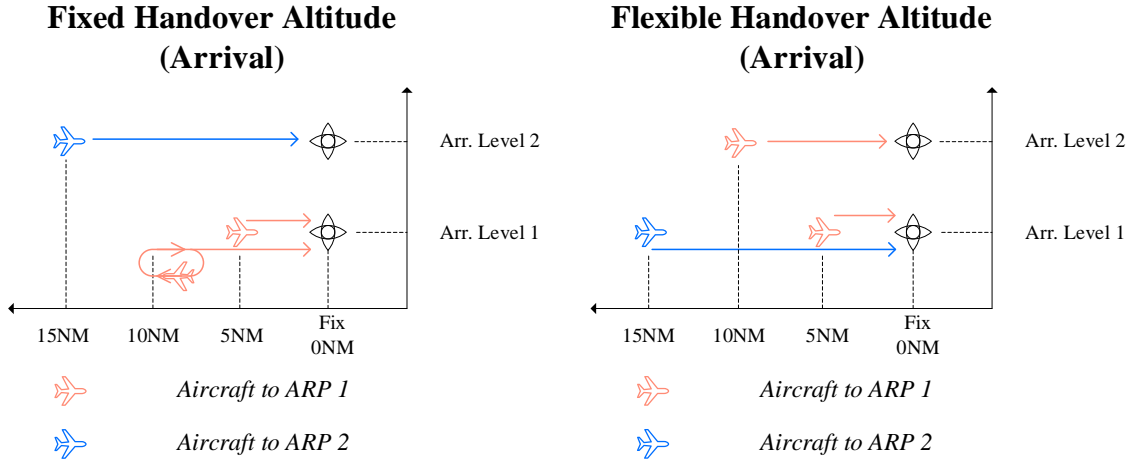 Fixed Handover Altitude
(Arrival)
Arr. Level 2
Arr. Level 1
15NM
10NM
5NM
Fix
0NM
Aircraft to ARP 1
Aircraft to ARP 2
Flexible Handover Altitude
(Arrival)
Arr. Level 2
Arr. Level 1
15NM
10NM
5NM
Fix
0NM
Aircraft to ARP 1
Aircraft to ARP 2